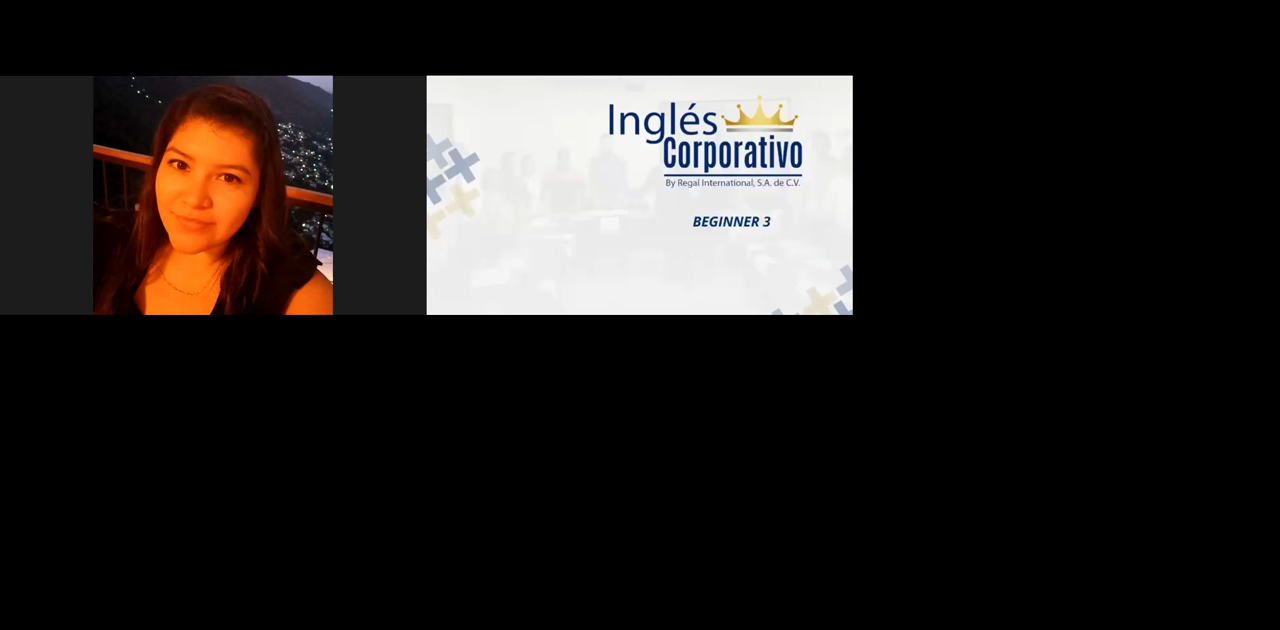 Inglés
Corporativo
By Regal International, S.A. de C.V.
BEGINNER 3